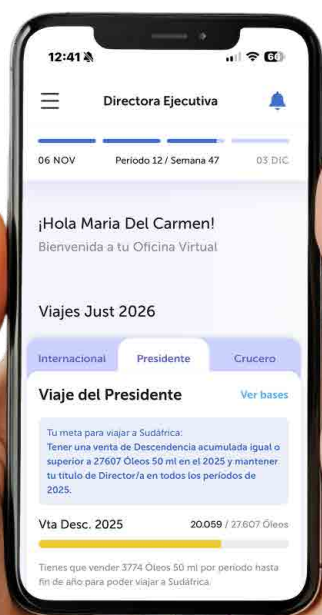 12:41
60
Directora Ejecutiva
06 NOV
Periodo 12 / Semana 47
03 DIC
¡Hola Maria Del Carmen!
Bienvenida a tu Oficina Virtual
Viajes Just 2026
Internacional
Presidente
Crucero
Viaje del Presidente
Ver bases
Tu meta para viajar a Sudáfrica:
Tener una venta de Descendencia acumulada igual o
superior a 27607 Óleos 50 ml en el 2025 y mantener
tu título de Director/a en todos los períodos de
2025.
Vta Desc. 2025
20.059 / 27.607 Óleos
Tienes que vender 3774 Óleos 50 ml por periodo hasta
fin de año para poder viajar a Sudáfrica.